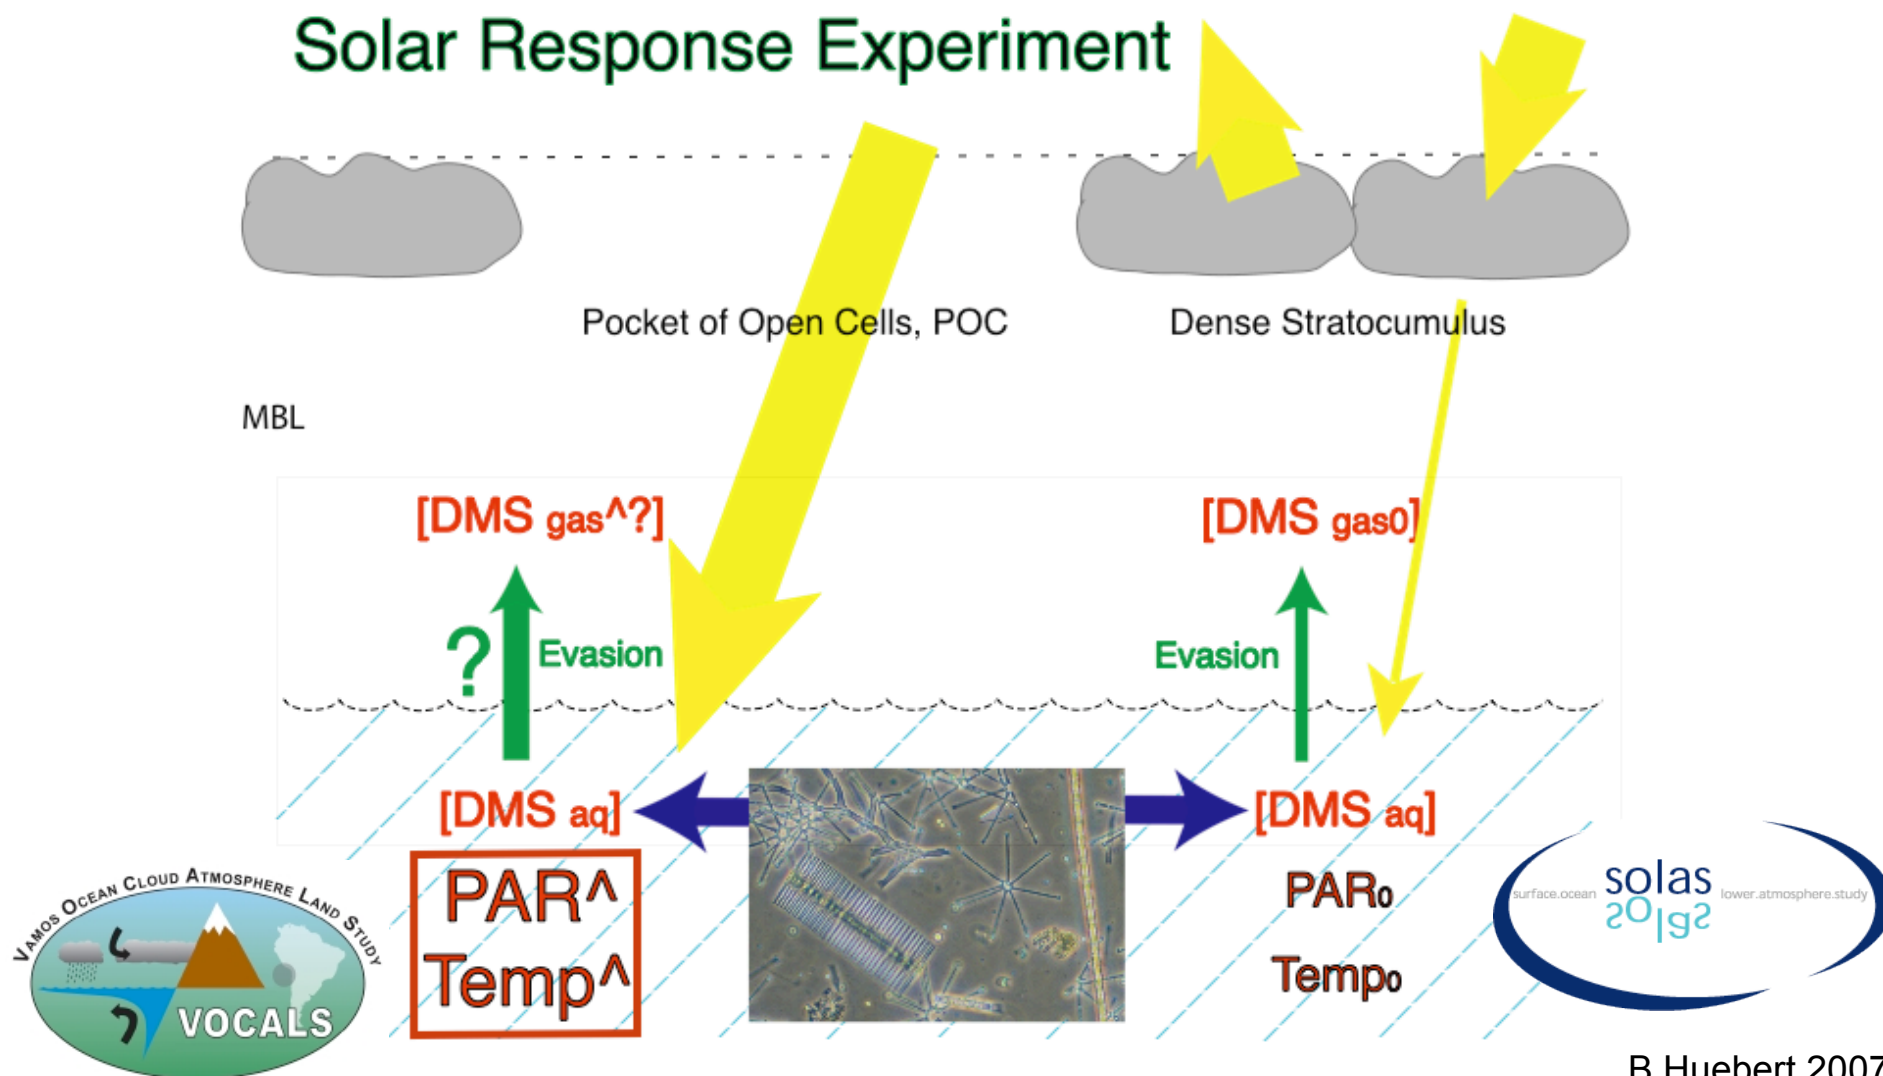 Solar Response Experiment
Pocket of Open Cells, POC
Dense Stratocumulus
MBL
[DMS gas^?]
[DMS gas0]
?
Evasion
Evasion
[DMS aq]
[DMS aq]
PAR^
Temp^
PAR0
Temp0
VAMOS OCEAN CLOUD ATMOSPHERE LAND STUDY
VOCALS
surface.ocean solas lower.atmosphere.study
solas
B Huebert 2007